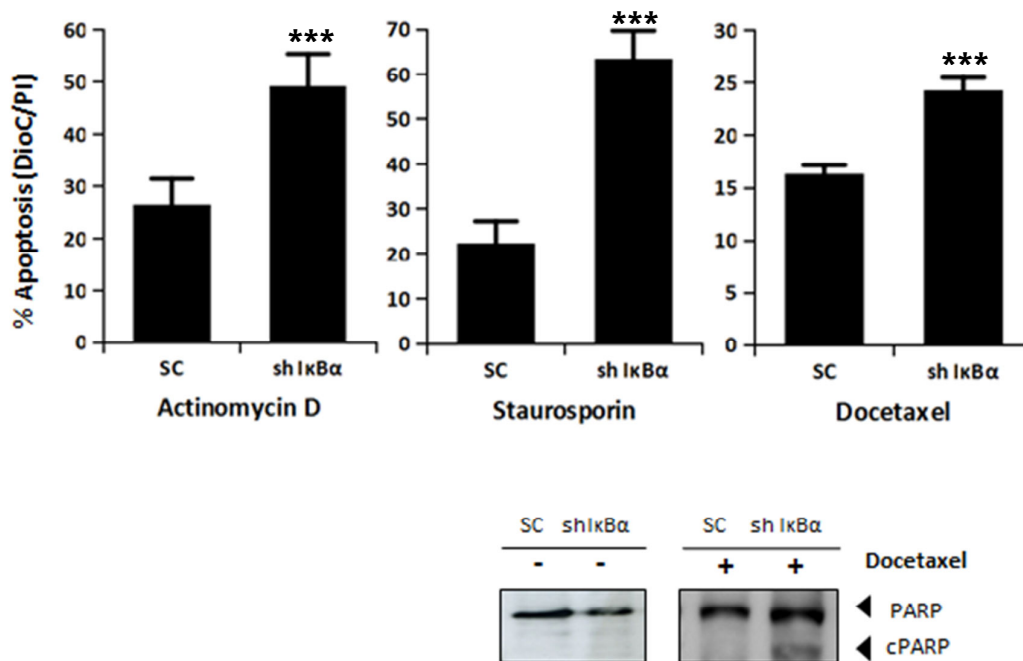 % Apoptosis (DioC/PI)
***
60
50
40
30
20
10
0
SC
sh IκBα
Actinomycin D
***
70
60
50
40
30
20
10
0
SC
sh IκBα
Staurosporin
***
30
25
20
15
10
5
0
SC
sh IκBα
Docetaxel
SC shIκBα SC sh IκBα
- - + + Docetaxel
PARP
cPARP